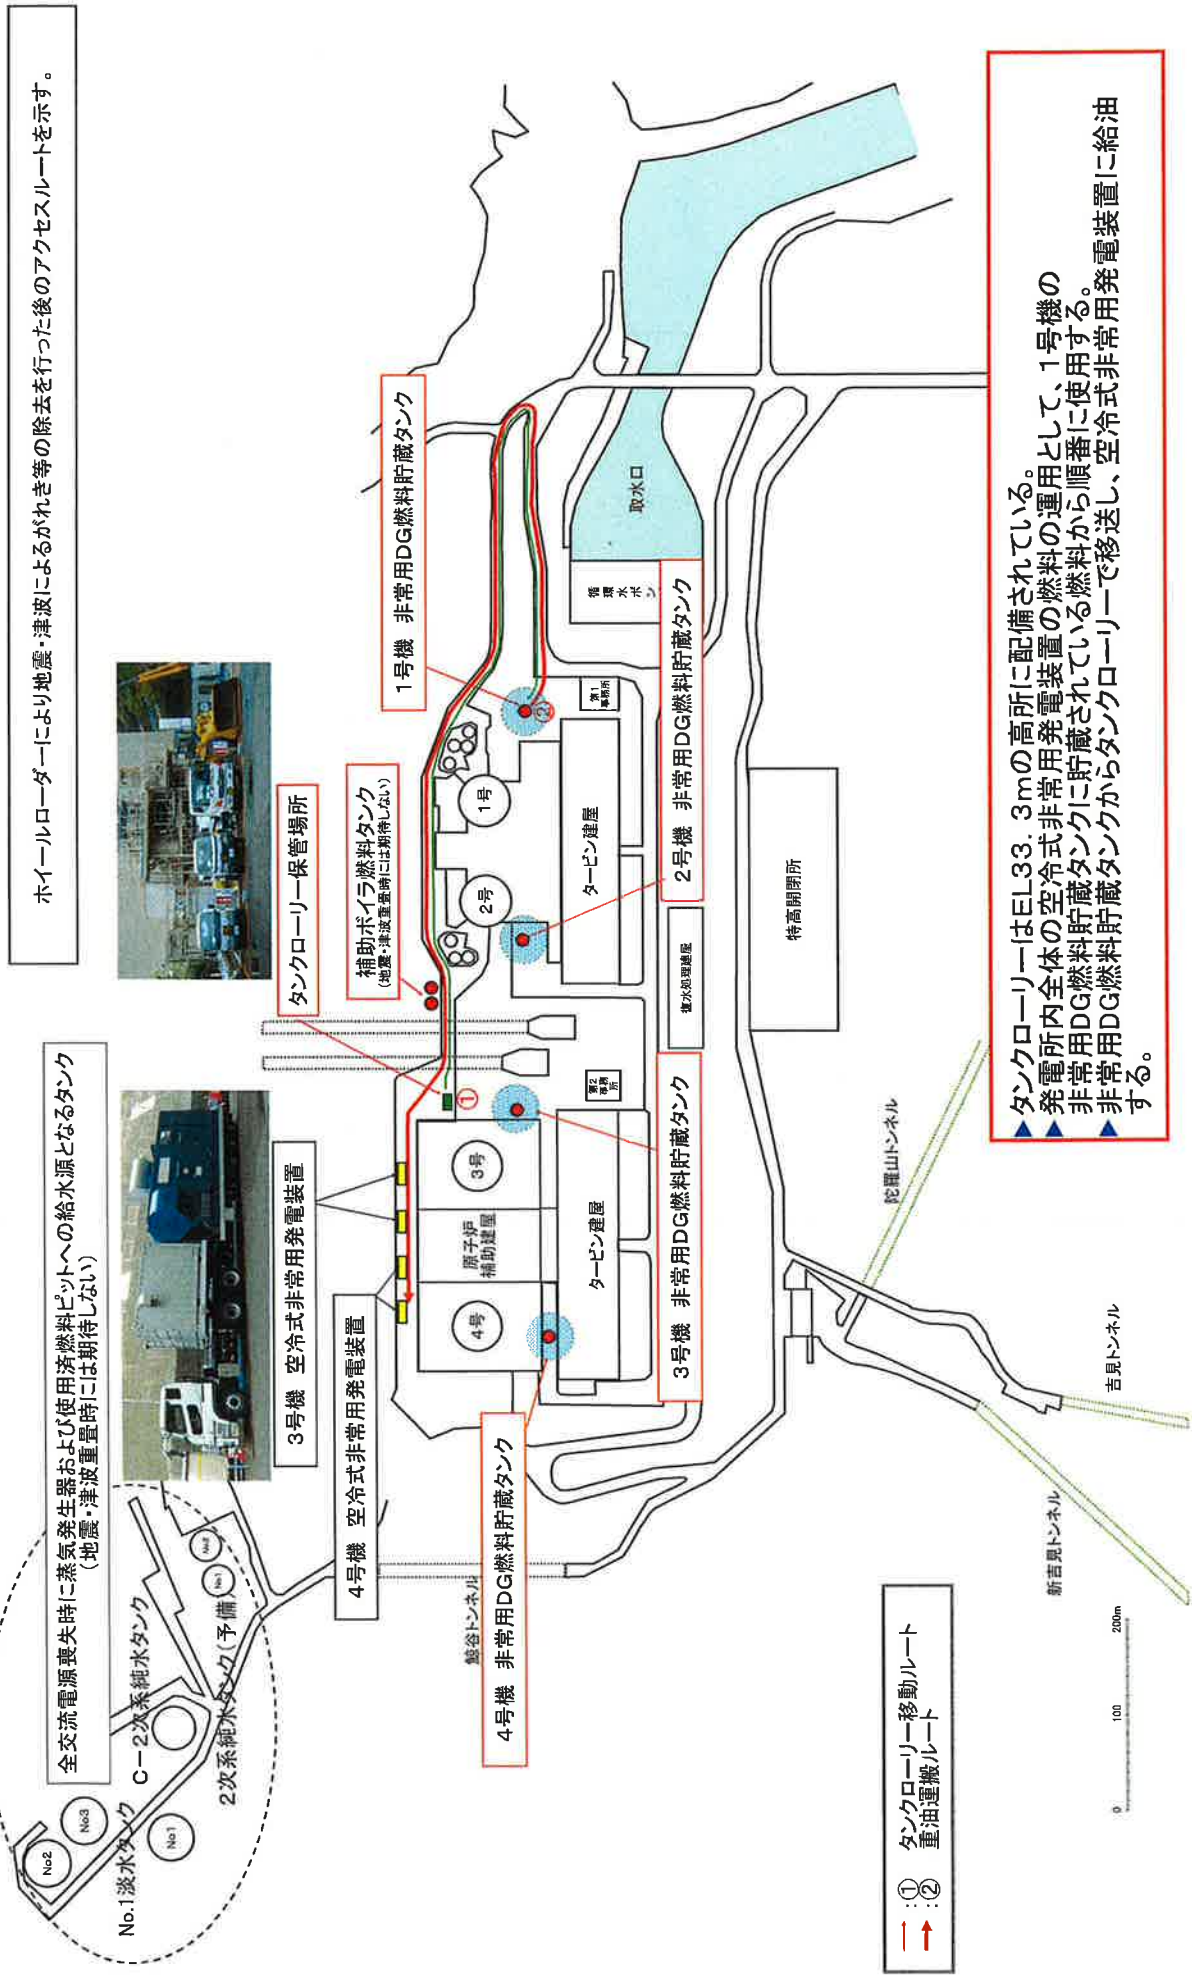 ホイールローダーにより地震・津波によるがれき等の除去を行った後のアクセスルートを示す。
全交流電源喪失時に蒸気発生器および使用済燃料ピットへの給水源となるタンク
(地震・津波重畳時には期待しない)
No2
No3
No1
No.1淡水タンク
C－2次系純水タンク
2次系純水タンク(予備)
No1
No2
3号機 空冷式非常用発電装置
4号機 空冷式非常用発電装置
タンクローリー保管場所
補助ボイラ燃料タンク
(地震・津波重畳時には期待しない)
1号機 非常用DG燃料貯蔵タンク
鯨谷トンネル
4号機 非常用DG燃料貯蔵タンク
①
②
4号
原子炉
補助建屋
3号
2号
1号
タービン建屋
第2
事務所
タービン建屋
第1
事務所
循環水ポン
取水口
3号機 非常用DG燃料貯蔵タンク
復水処理建屋
2号機 非常用DG燃料貯蔵タンク
特高開閉所
陀羅山トンネル
吉見トンネル
新吉見トンネル
:① タンクローリー移動ルート
:② 重油運搬ルート
0 100 200m
▶タンクローリーはEL33．3mの高所に配備されている。
▶発電所内全体の空冷式非常用発電装置の燃料の運用として、1号機の
非常用DG燃料貯蔵タンクに貯蔵されている燃料から順番に使用する。
▶非常用DG燃料貯蔵タンクからタンクローリーで移送し、空冷式非常用発電装置に給油
する。